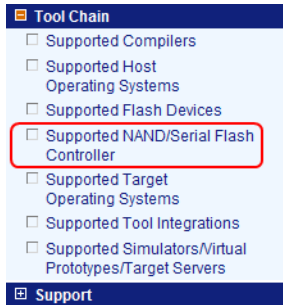 Tool Chain
Supported Compilers
Supported Host
Operating Systems
Supported Flash Devices
Supported NAND/Serial Flash
Controller
Supported Target
Operating Systems
Supported Tool Integrations
Supported Simulators/Virtual
Prototypes/Target Servers
Support